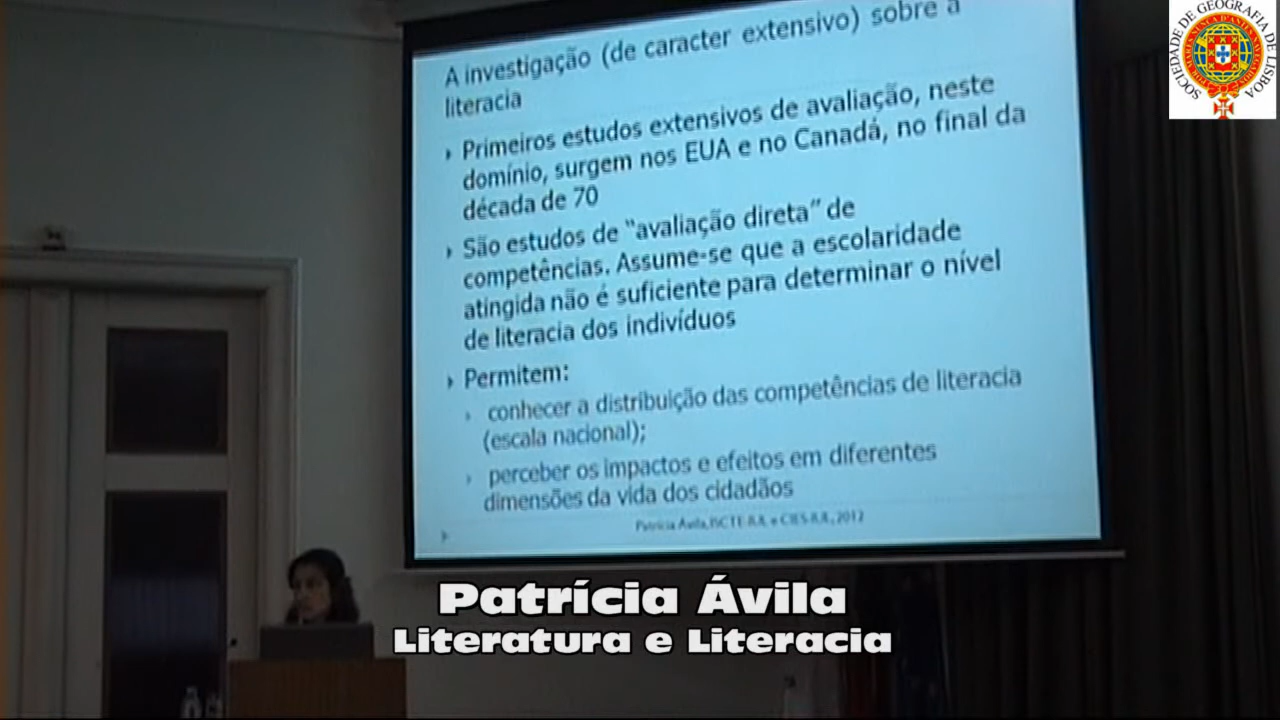 A investigação (de caracter extensivo) sobre a
literacia
Primeiros estudos extensivos de avaliação, neste
domínio, surgem nos EUA e no Canadá, no final da
década de 70
São estudos de “avaliação direta” de
competências. Assume-se que a escolaridade
atingida não é suficiente para determinar o nível
de literacia dos indivíduos
Permitem:
conhecer a distribuição das competências de literacia
(escala nacional);
perceber os impactos e efeitos em diferentes
dimensões da vida dos cidadãos
Patrícia Ávila, ISCTE-IUL e CIES-IUL, 2012
Patrícia Ávila
Literatura e Literacia
SOCIEDADE DE GEOGRAFIA DE LISBOA